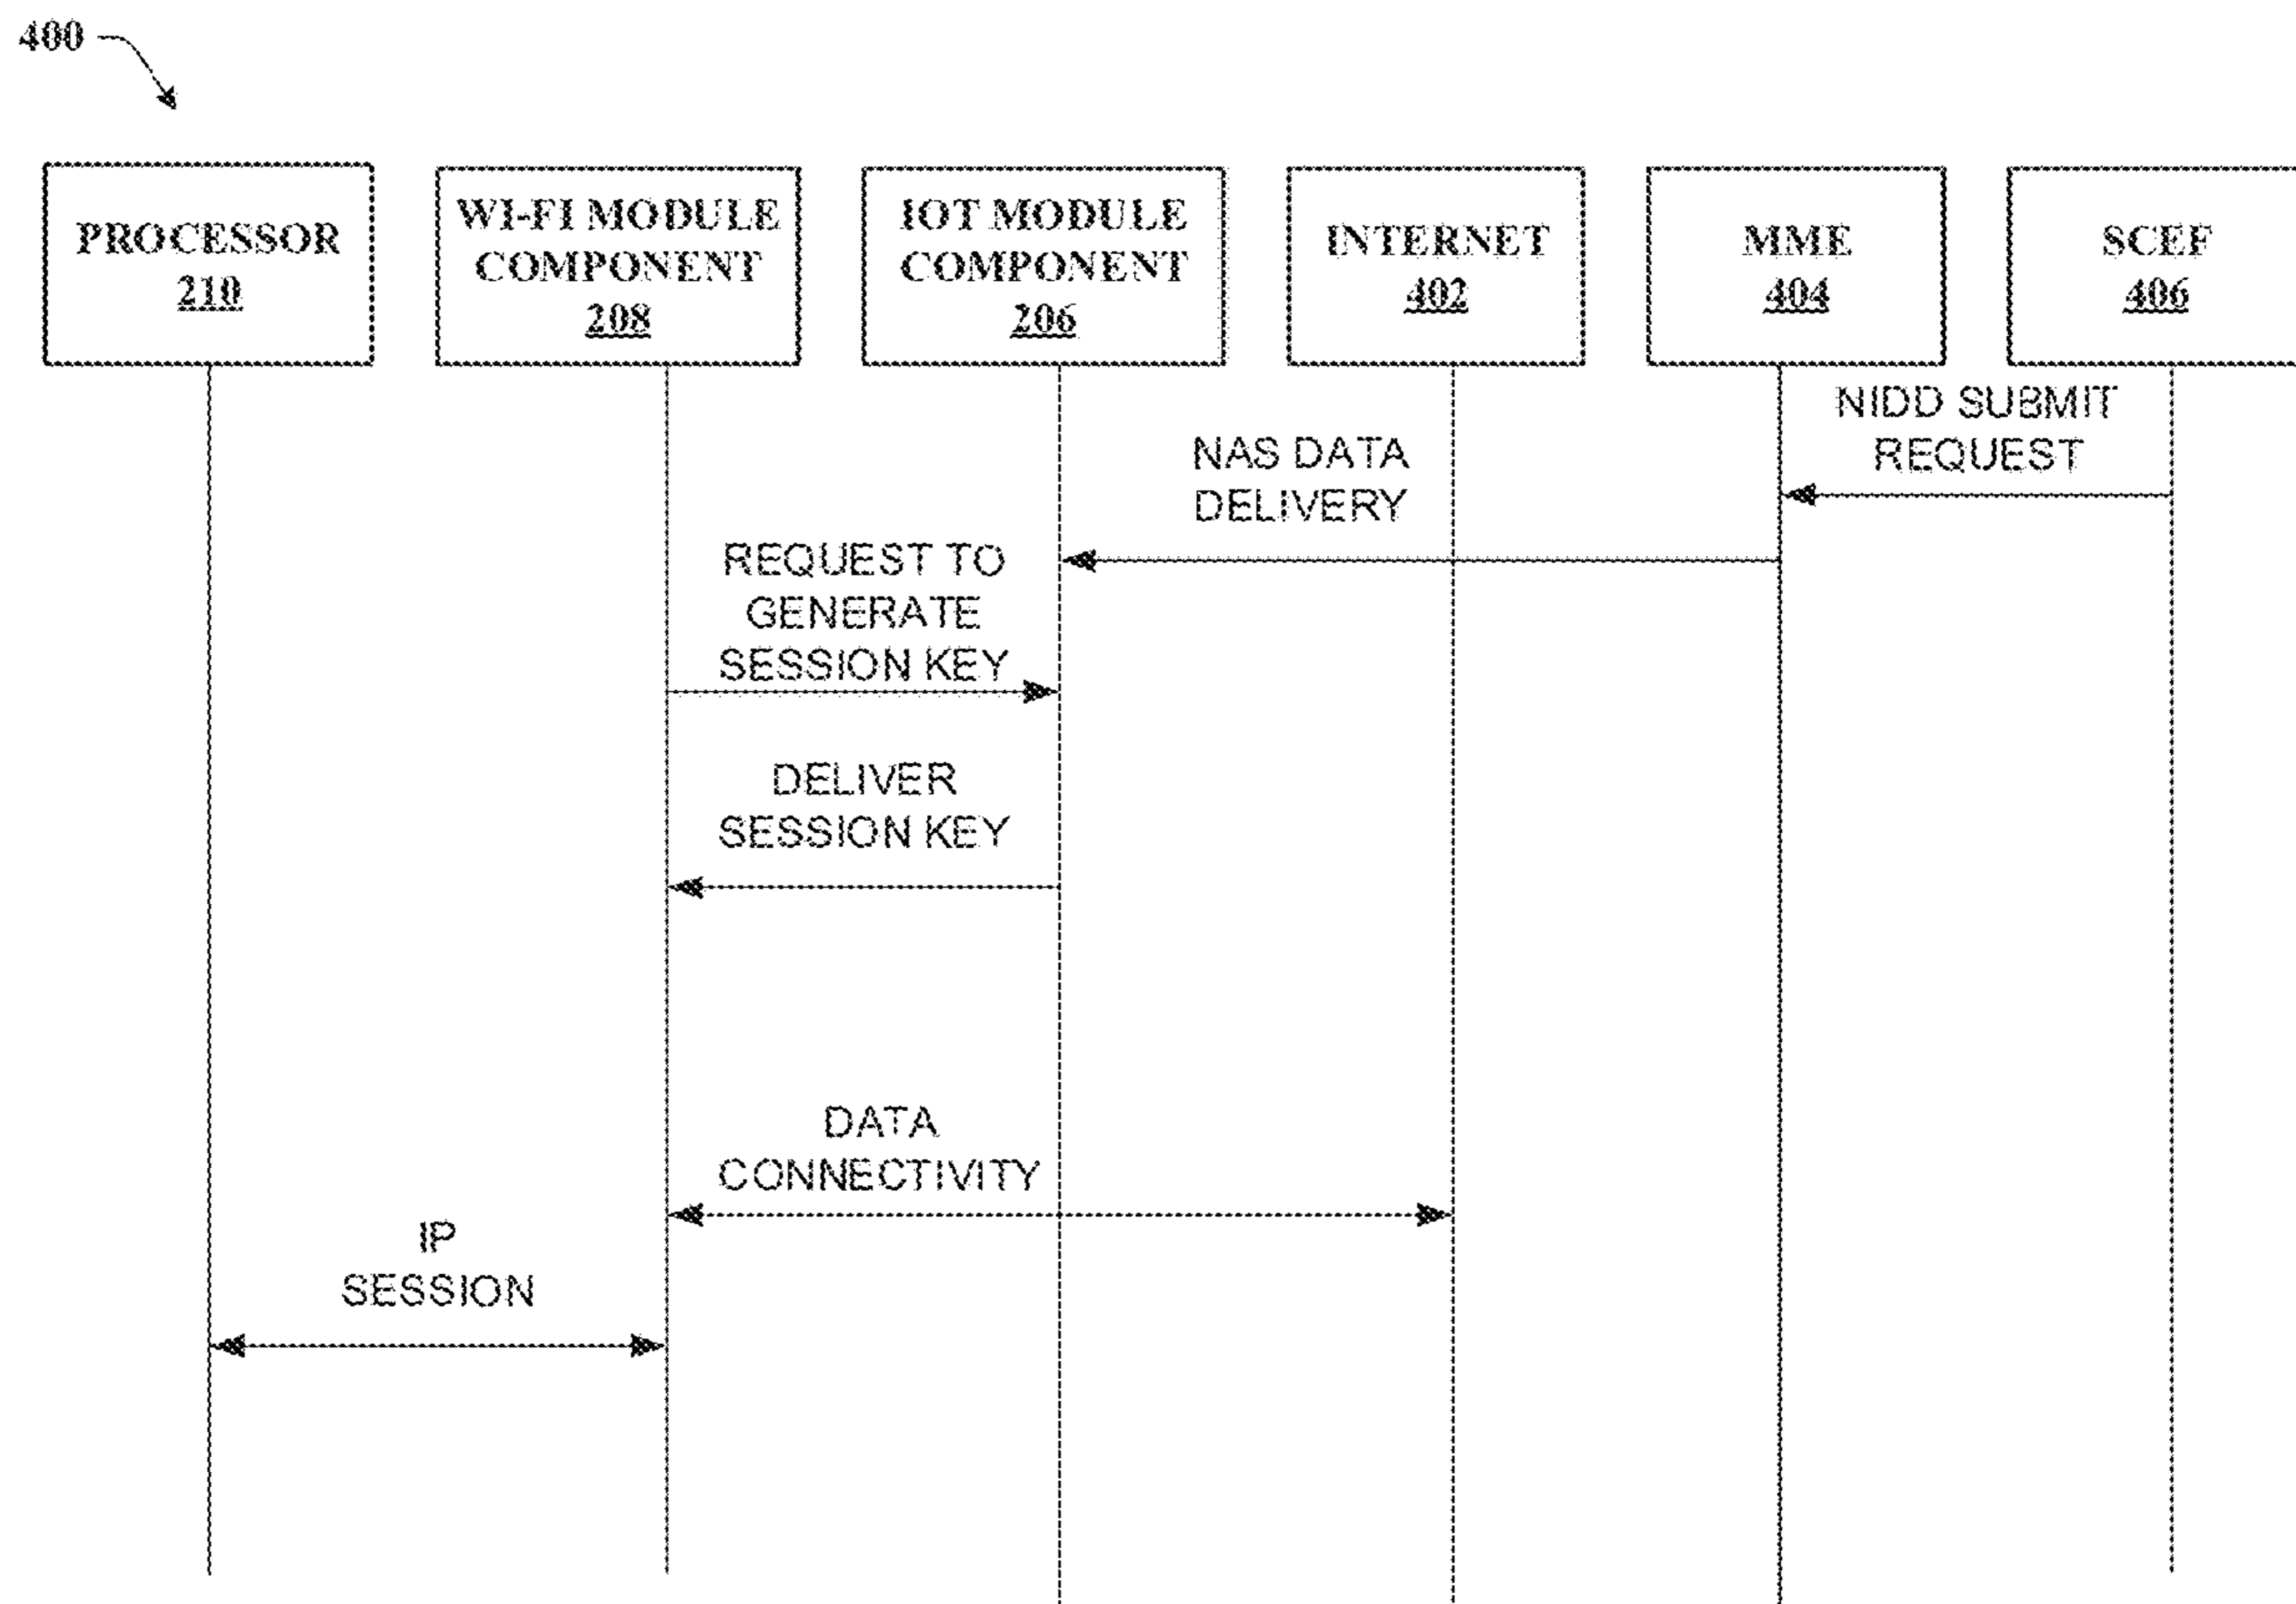 400
PROCESSOR
210
WI-FI MODULE
COMPONENT
208
IOT MODULE
COMPONENT
206
INTERNET
402
MME
404
SCEF
406
NIDD SUBMIT
REQUEST
NAS DATA
DELIVERY
REQUEST TO
GENERATE
SESSION KEY
DELIVER
SESSION KEY
DATA
CONNECTIVITY
IP
SESSION